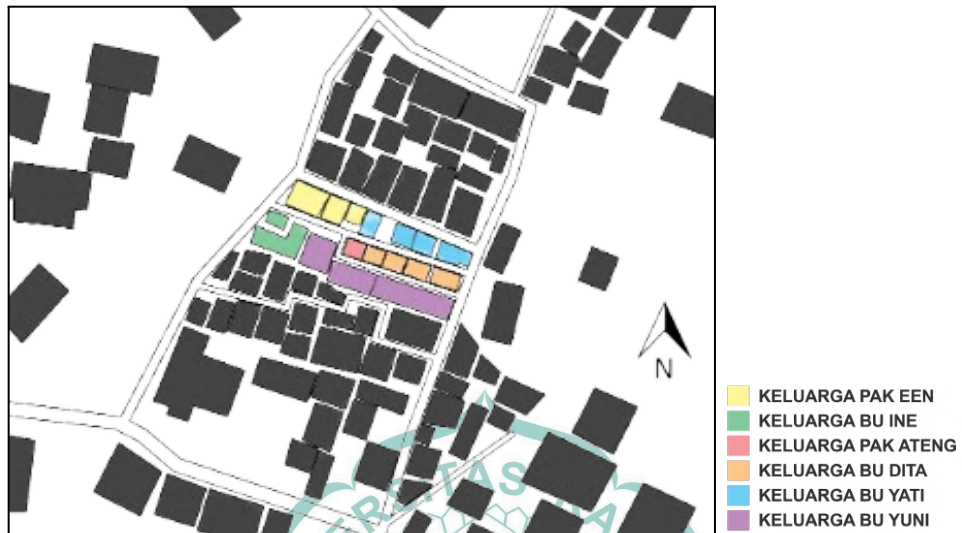 N
KELUARGA PAK EEN
KELUARGA BU INE
KELUARGA PAK ATENG
KELUARGA BU DITA
KELUARGA BU YATI
KELUARGA BU YUNI